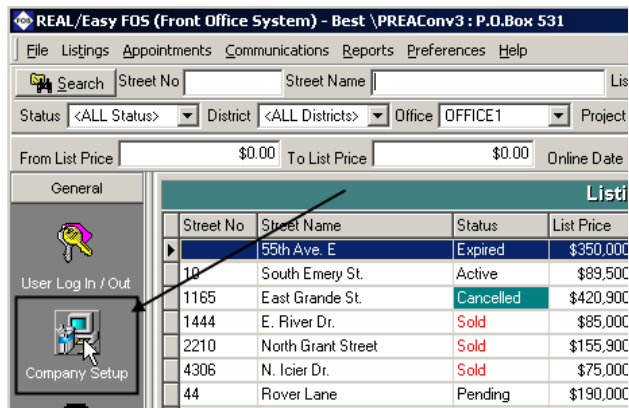 REAL/Easy FOS (Front Office System) - Best \PREAConv3 : P.O.Box 531
File Listings Appointments Communications Reports Preferences Help
Search Street No Street Name Lis
Status <ALL Status> District <ALL Districts> Office OFFICE1 Project
From List Price $0.00 To List Price $0.00 Online Date
General Listi
Street No Street Name Status List Price
55th Ave. E Expired $350,000
10 South Emery St. Active $89,500
User Log In / Out
1165 East Grande St. Cancelled $420,900
1444 E. River Dr. Sold $85,000
2210 North Grant Street Sold $155,900
Company Setup
4306 N. Icier Dr. Sold $75,000
44 Rover Lane Pending $190,000